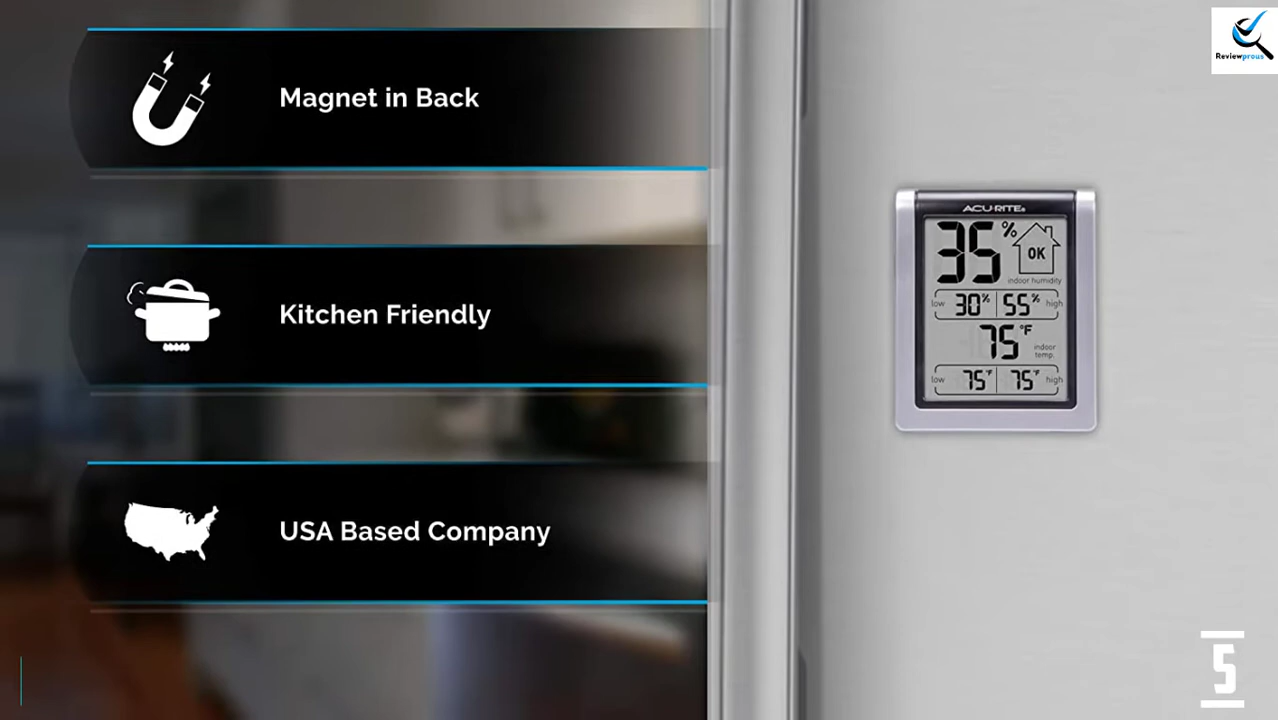 Magnet in Back
Kitchen Friendly
USA Based Company
Reviewprous
ACU·RITE®
35%
OK
indoor humidity
low 30% 55% high
75°F
indoor
temp.
low 75°F 75°F high
5